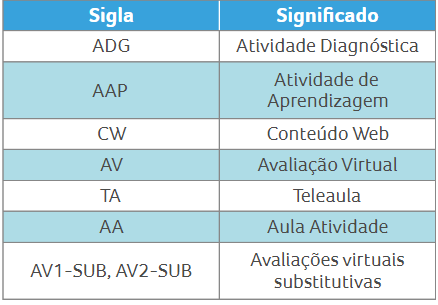 Sigla Significado
ADG Atividade Diagnóstica
AAP Atividade de
Aprendizagem
CW Conteúdo Web
AV Avaliação Virtual
TA Teleaula
AA Aula Atividade
AV1-SUB, AV2-SUB Avaliações virtuais
substitutivas